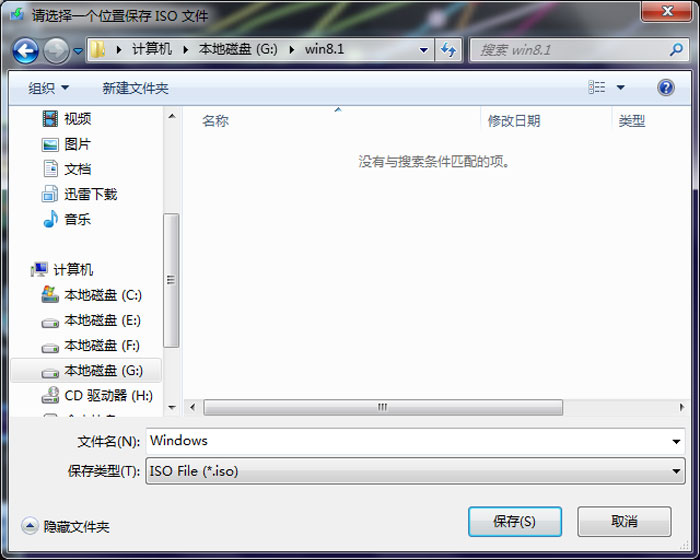 请选择一个位置保存 ISO 文件
计算机 本地磁盘 (G:) win8.1
搜索 win8.1
组织 新建文件夹
名称 修改日期 类型
没有与搜索条件匹配的项。
视频
图片
文档
迅雷下载
音乐
计算机
本地磁盘 (C:)
本地磁盘 (E:)
本地磁盘 (F:)
本地磁盘 (G:)
CD 驱动器 (H:)
文件名(N): Windows
保存类型(T): ISO File (*.iso)
隐藏文件夹 保存(S) 取消